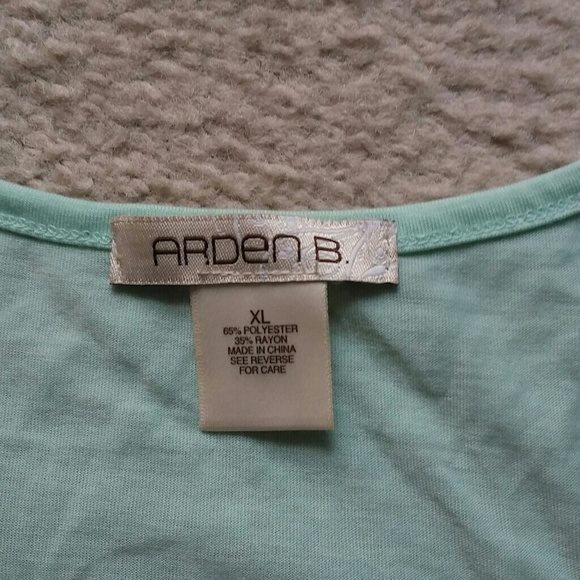 ARDEN B.
XL
65% POLYESTER
35% RAYON
MADE IN CHINA
SEE REVERSE
FOR CARE